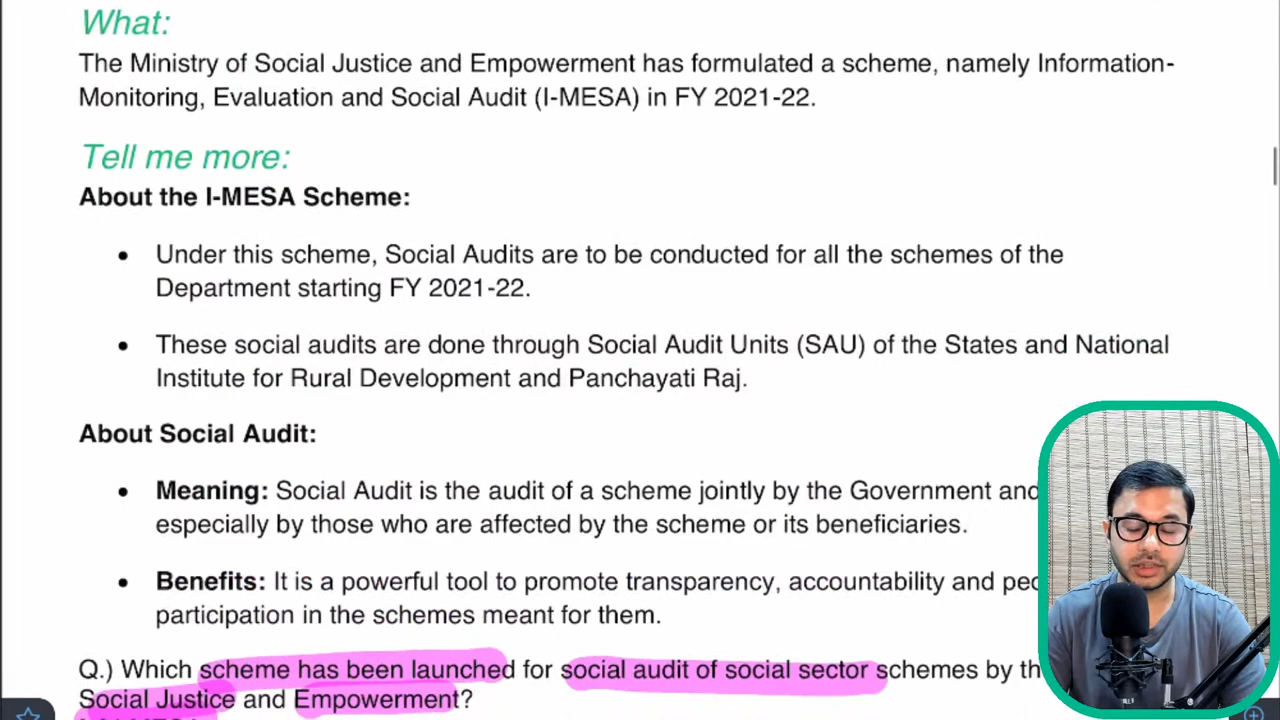 What:
The Ministry of Social Justice and Empowerment has formulated a scheme, namely Information-
Monitoring, Evaluation and Social Audit (I-MESA) in FY 2021-22.
Tell me more:
About the I-MESA Scheme:
• Under this scheme, Social Audits are to be conducted for all the schemes of the
Department starting FY 2021-22.
• These social audits are done through Social Audit Units (SAU) of the States and National
Institute for Rural Development and Panchayati Raj.
About Social Audit:
• Meaning: Social Audit is the audit of a scheme jointly by the Government and
especially by those who are affected by the scheme or its beneficiaries.
• Benefits: It is a powerful tool to promote transparency, accountability and
participation in the schemes meant for them.
Q.) Which scheme has been launched for social audit of social sector schemes by
Social Justice and Empowerment?